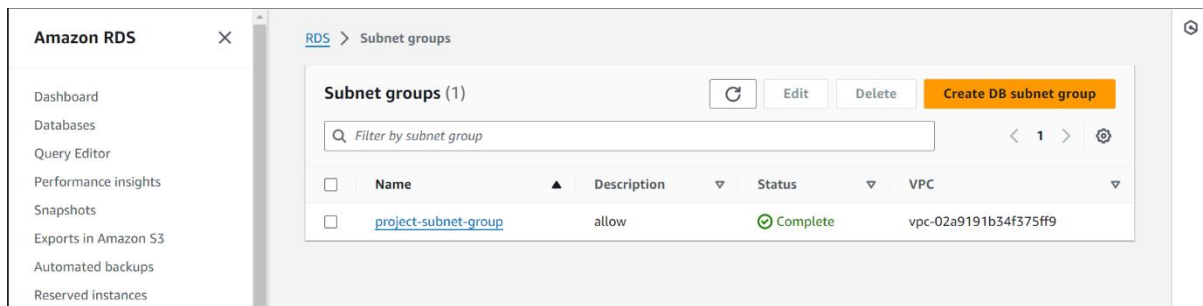 Amazon RDS
Dashboard
Databases
Query Editor
Performance insights
Snapshots
Exports in Amazon S3
Automated backups
Reserved instances
RDS > Subnet groups
Subnet groups (1)
Edit
Delete
Create DB subnet group
Filter by subnet group
1
Name Description Status VPC
project-subnet-group allow Complete vpc-02a9191b34f375ff9